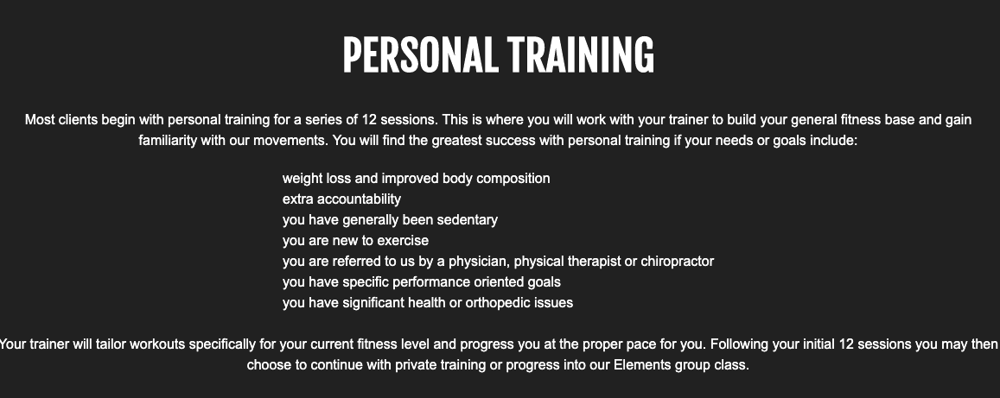 PERSONAL TRAINING
Most clients begin with personal training for a series of 12 sessions. This is where you will work with your trainer to build your general fitness base and gain
familiarity with our movements. You will find the greatest success with personal training if your needs or goals include:
weight loss and improved body composition
extra accountability
you have generally been sedentary
you are new to exercise
you are referred to us by a physician, physical therapist or chiropractor
you have specific performance oriented goals
you have significant health or orthopedic issues
Your trainer will tailor workouts specifically for your current fitness level and progress you at the proper pace for you. Following your initial 12 sessions you may then
choose to continue with private training or progress into our Elements group class.